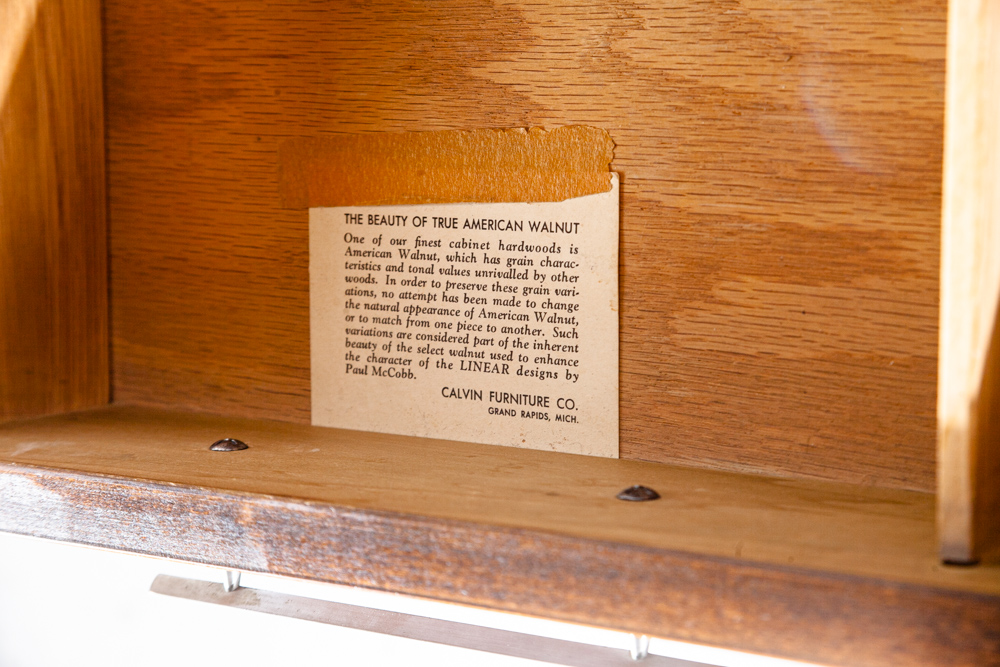 THE BEAUTY OF TRUE AMERICAN WALNUT
One of our finest cabinet hardwoods is
American Walnut, which has grain charac-
teristics and tonal values unrivalled by other
woods. In order to preserve these grain vari-
ations, no attempt has been made to change
the natural appearance of American Walnut,
or to match from one piece to another. Such
variations are considered part of the inherent
beauty of the select walnut used to enhance
the character of the LINEAR designs by
Paul McCobb.
CALVIN FURNITURE CO.
GRAND RAPIDS, MICH.